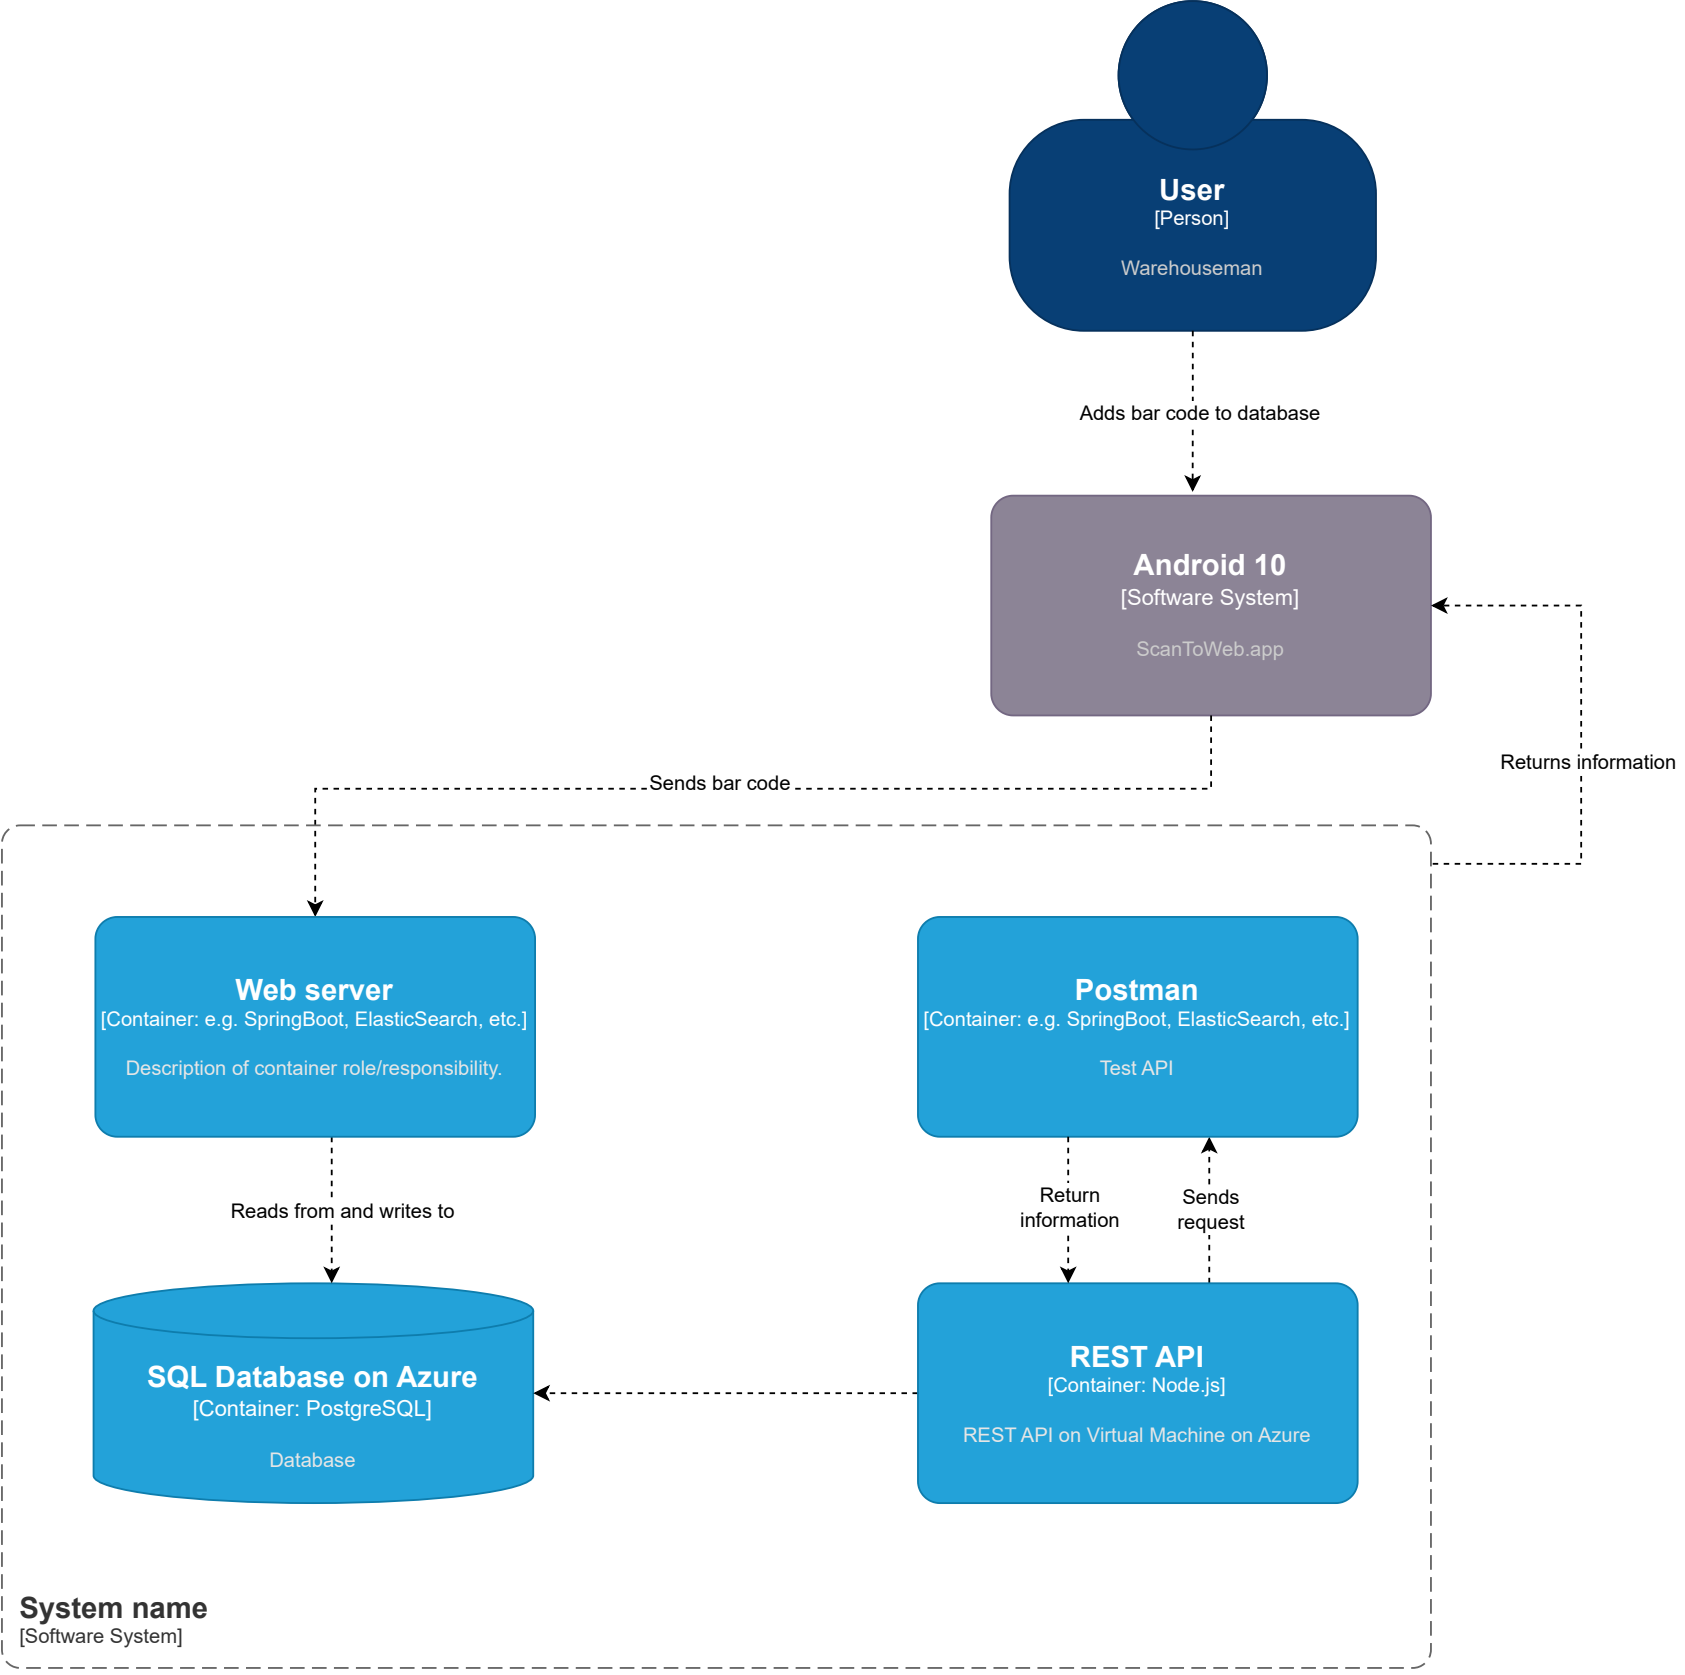 User
[Person]
Warehouseman
Adds bar code to database
Android 10
[Software System]
ScanToWeb.app
Returns information
Sends bar code
Web server
[Container: e.g. SpringBoot, ElasticSearch, etc.]
Description of container role/responsibility.
Postman
[Container: e.g. SpringBoot, ElasticSearch, etc.]
Test API
Reads from and writes to
Return
information
Sends
request
SQL Database on Azure
[Container: PostgreSQL]
Database
REST API
[Container: Node.js]
REST API on Virtual Machine on Azure
System name
[Software System]